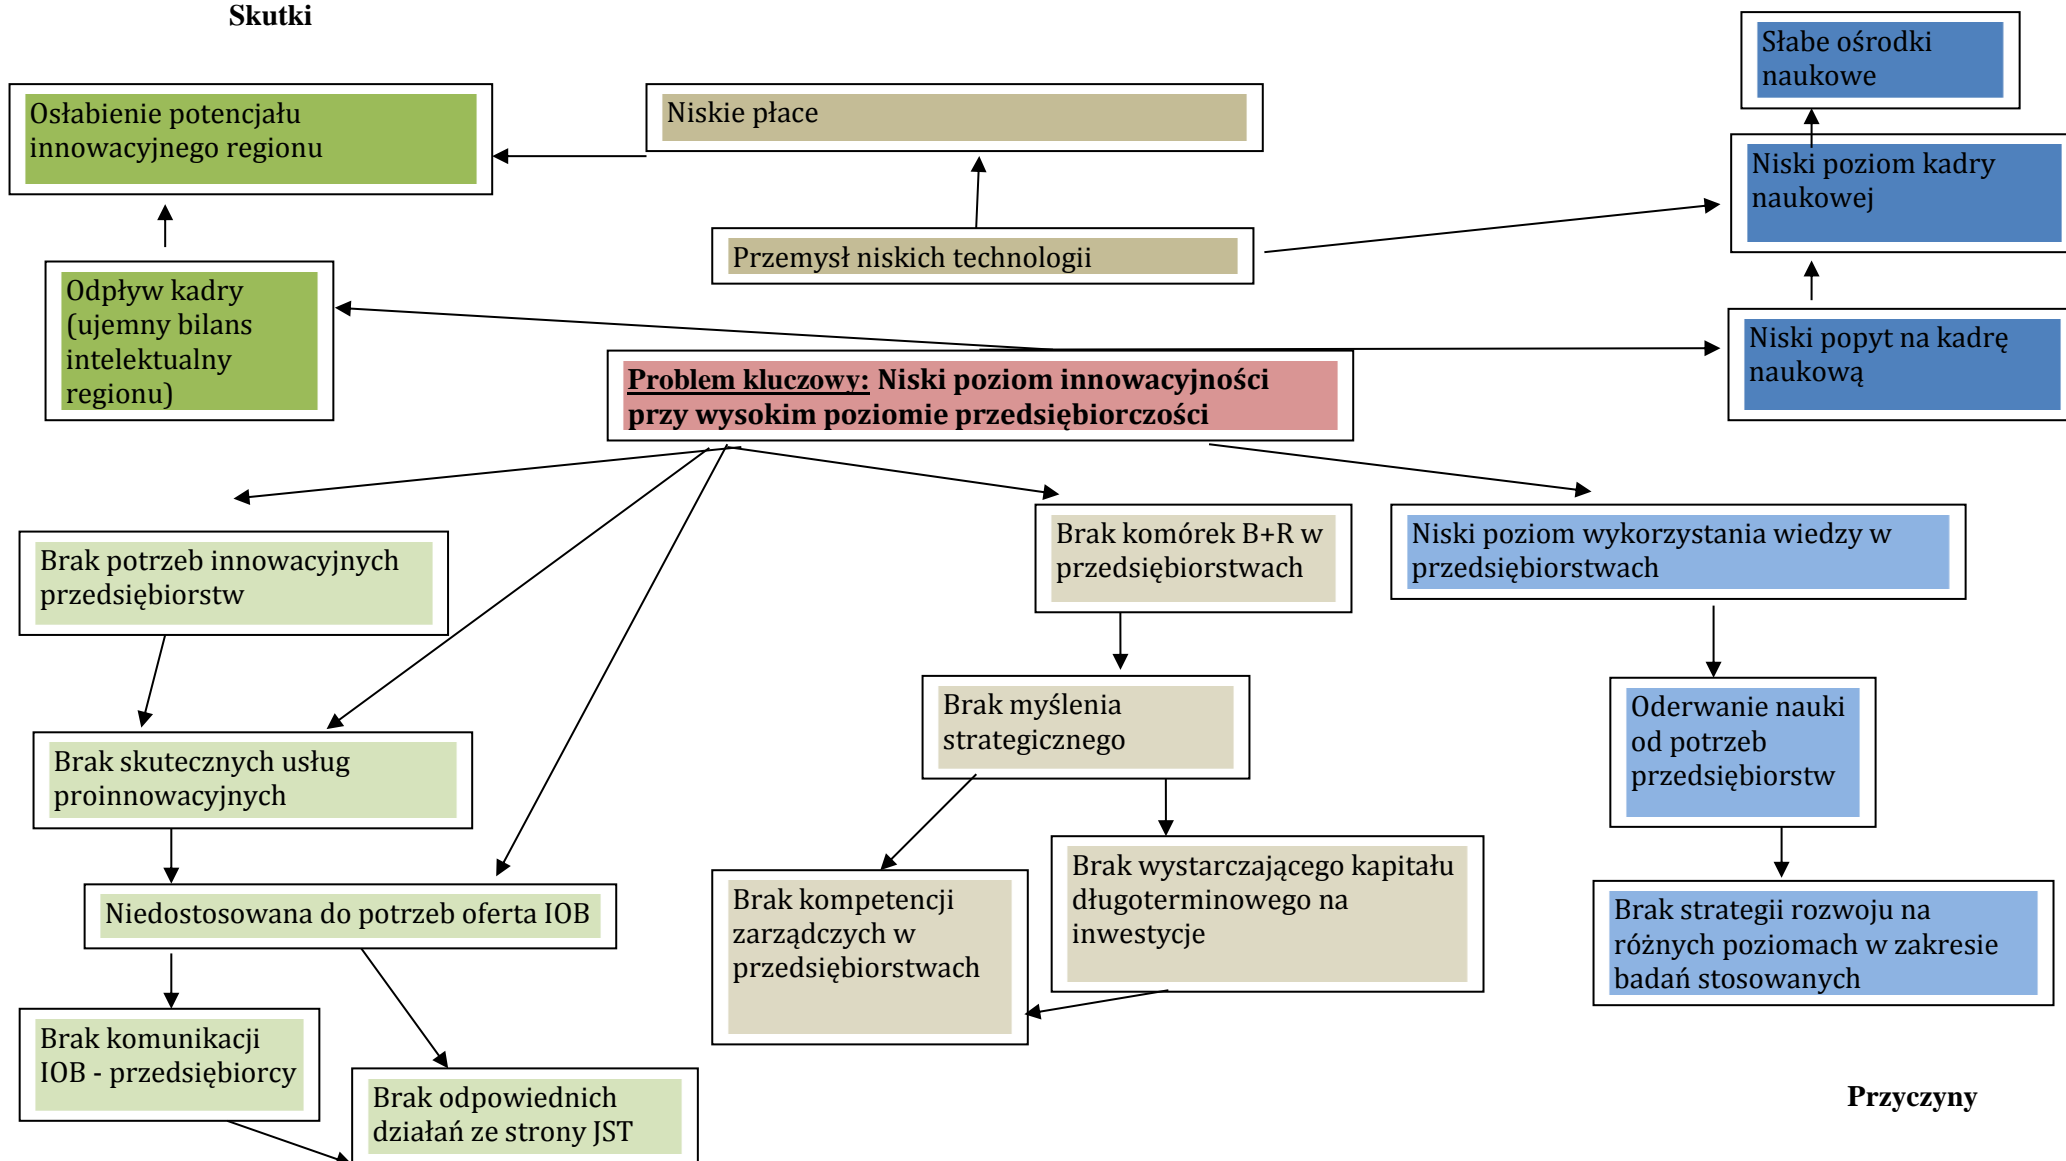 Skutki
Słabe ośrodki
naukowe
Osłabienie potencjału
innowacyjnego regionu
Niskie płace
Niski poziom kadry
naukowej
Przemysł niskich technologii
Odpływ kadry
(ujemny bilans
intelektualny
regionu)
Niski popyt na kadrę
naukową
Problem kluczowy: Niski poziom innowacyjności
przy wysokim poziomie przedsiębiorczości
Brak potrzeb innowacyjnych
przedsiębiorstw
Brak komórek B+R w
przedsiębiorstwach
Niski poziom wykorzystania wiedzy w
przedsiębiorstwach
Brak skutecznych usług
proinnowacyjnych
Brak myślenia
strategicznego
Oderwanie nauki
od potrzeb
przedsiębiorstw
Niedostosowana do potrzeb oferta IOB
Brak kompetencji
zarządczych w
przedsiębiorstwach
Brak wystarczającego kapitału
długoterminowego na
inwestycje
Brak strategii rozwoju na
różnych poziomach w zakresie
badań stosowanych
Brak komunikacji
IOB - przedsiębiorcy
Brak odpowiednich
działań ze strony JST
Przyczyny